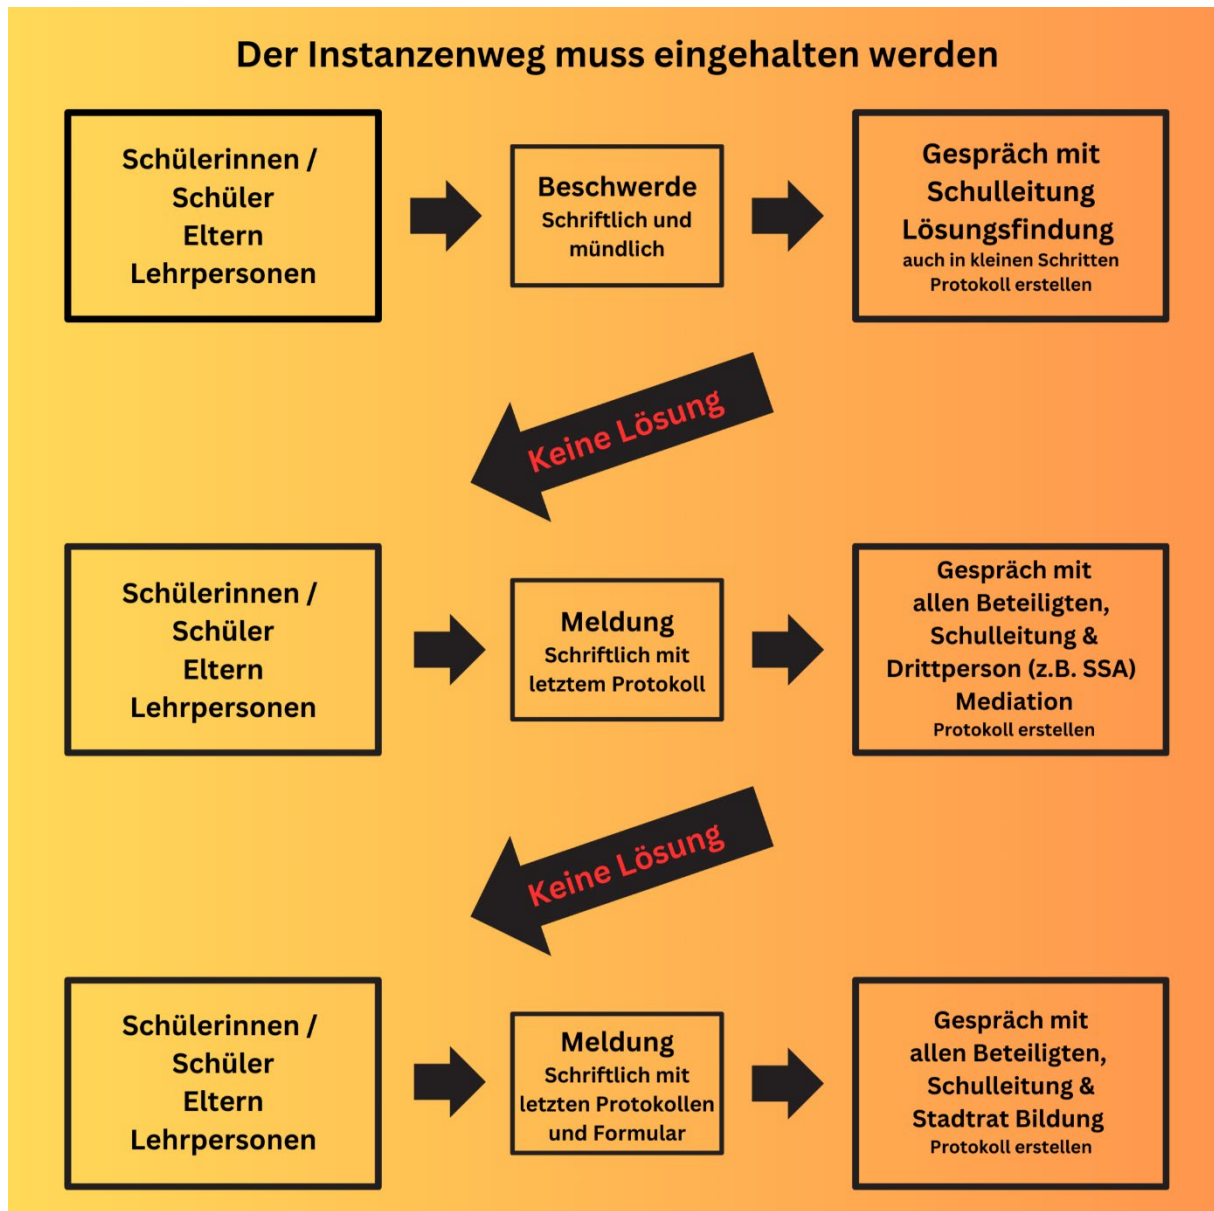 Der Instanzenweg muss eingehalten werden
Schülerinnen /
Schüler
Eltern
Lehrpersonen
Beschwerde
Schriftlich und
mündlich
Gespräch mit
Schulleitung
Lösungsfindung
auch in kleinen Schritten
Protokoll erstellen
Keine Lösung
Schülerinnen /
Schüler
Eltern
Lehrpersonen
Meldung
Schriftlich mit
letztem Protokoll
Gespräch mit
allen Beteiligten,
Schulleitung &
Drittperson (z.B. SSA)
Mediation
Protokoll erstellen
Keine Lösung
Schülerinnen /
Schüler
Eltern
Lehrpersonen
Meldung
Schriftlich mit
letzten Protokollen
und Formular
Gespräch mit
allen Beteiligten,
Schulleitung &
Stadtrat Bildung
Protokoll erstellen